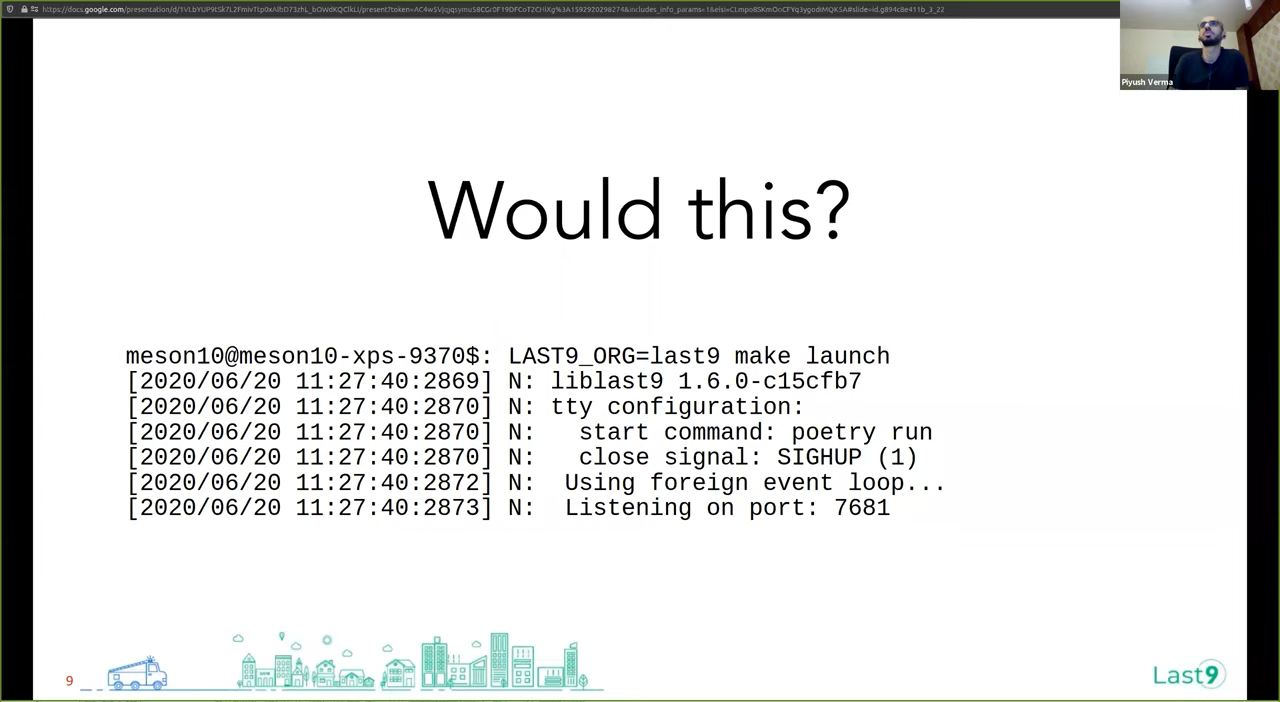 Piyush Verma
Would this?
meson10@meson10-xps-9370$: LAST9_ORG=last9 make launch
[2020/06/20 11:27:40:2869] N: liblast9 1.6.0-c15cfb7
[2020/06/20 11:27:40:2870] N: tty configuration:
[2020/06/20 11:27:40:2870] N:   start command: poetry run
[2020/06/20 11:27:40:2870] N:   close signal: SIGHUP (1)
[2020/06/20 11:27:40:2872] N:  Using foreign event loop...
[2020/06/20 11:27:40:2873] N:  Listening on port: 7681
9
Last9